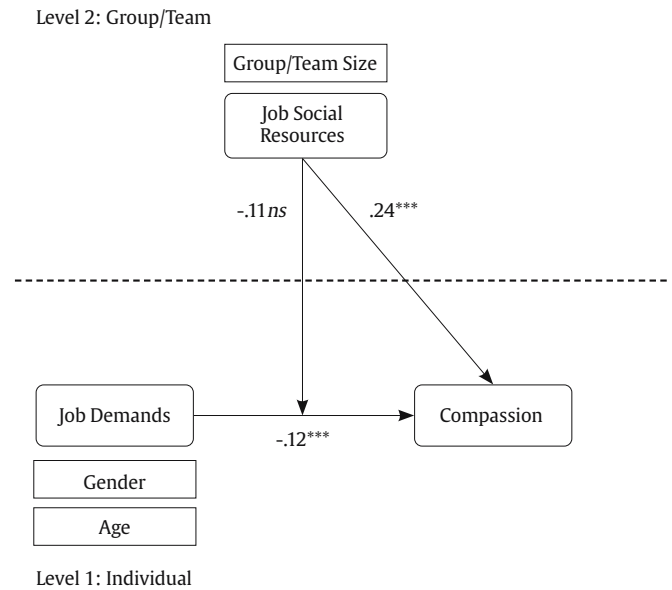 Level 2: Group/Team
Group/Team Size
Job Social
Resources
-.11ns
.24***
Job Demands
Compassion
-.12***
Gender
Age
Level 1: Individual